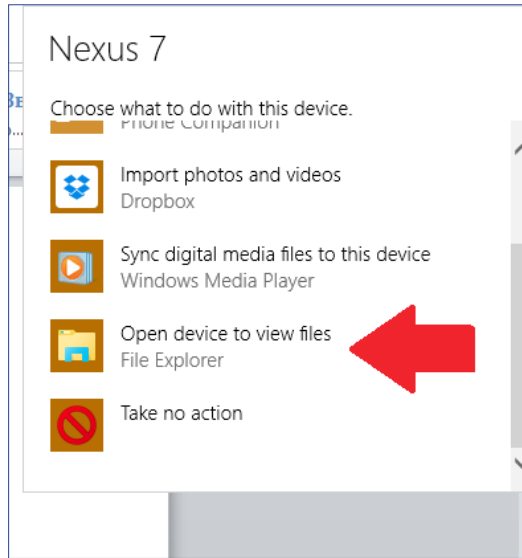 Nexus 7
Choose what to do with this device.
Phone Companion
Import photos and videos
Dropbox
Sync digital media files to this device
Windows Media Player
Open device to view files
File Explorer
Take no action